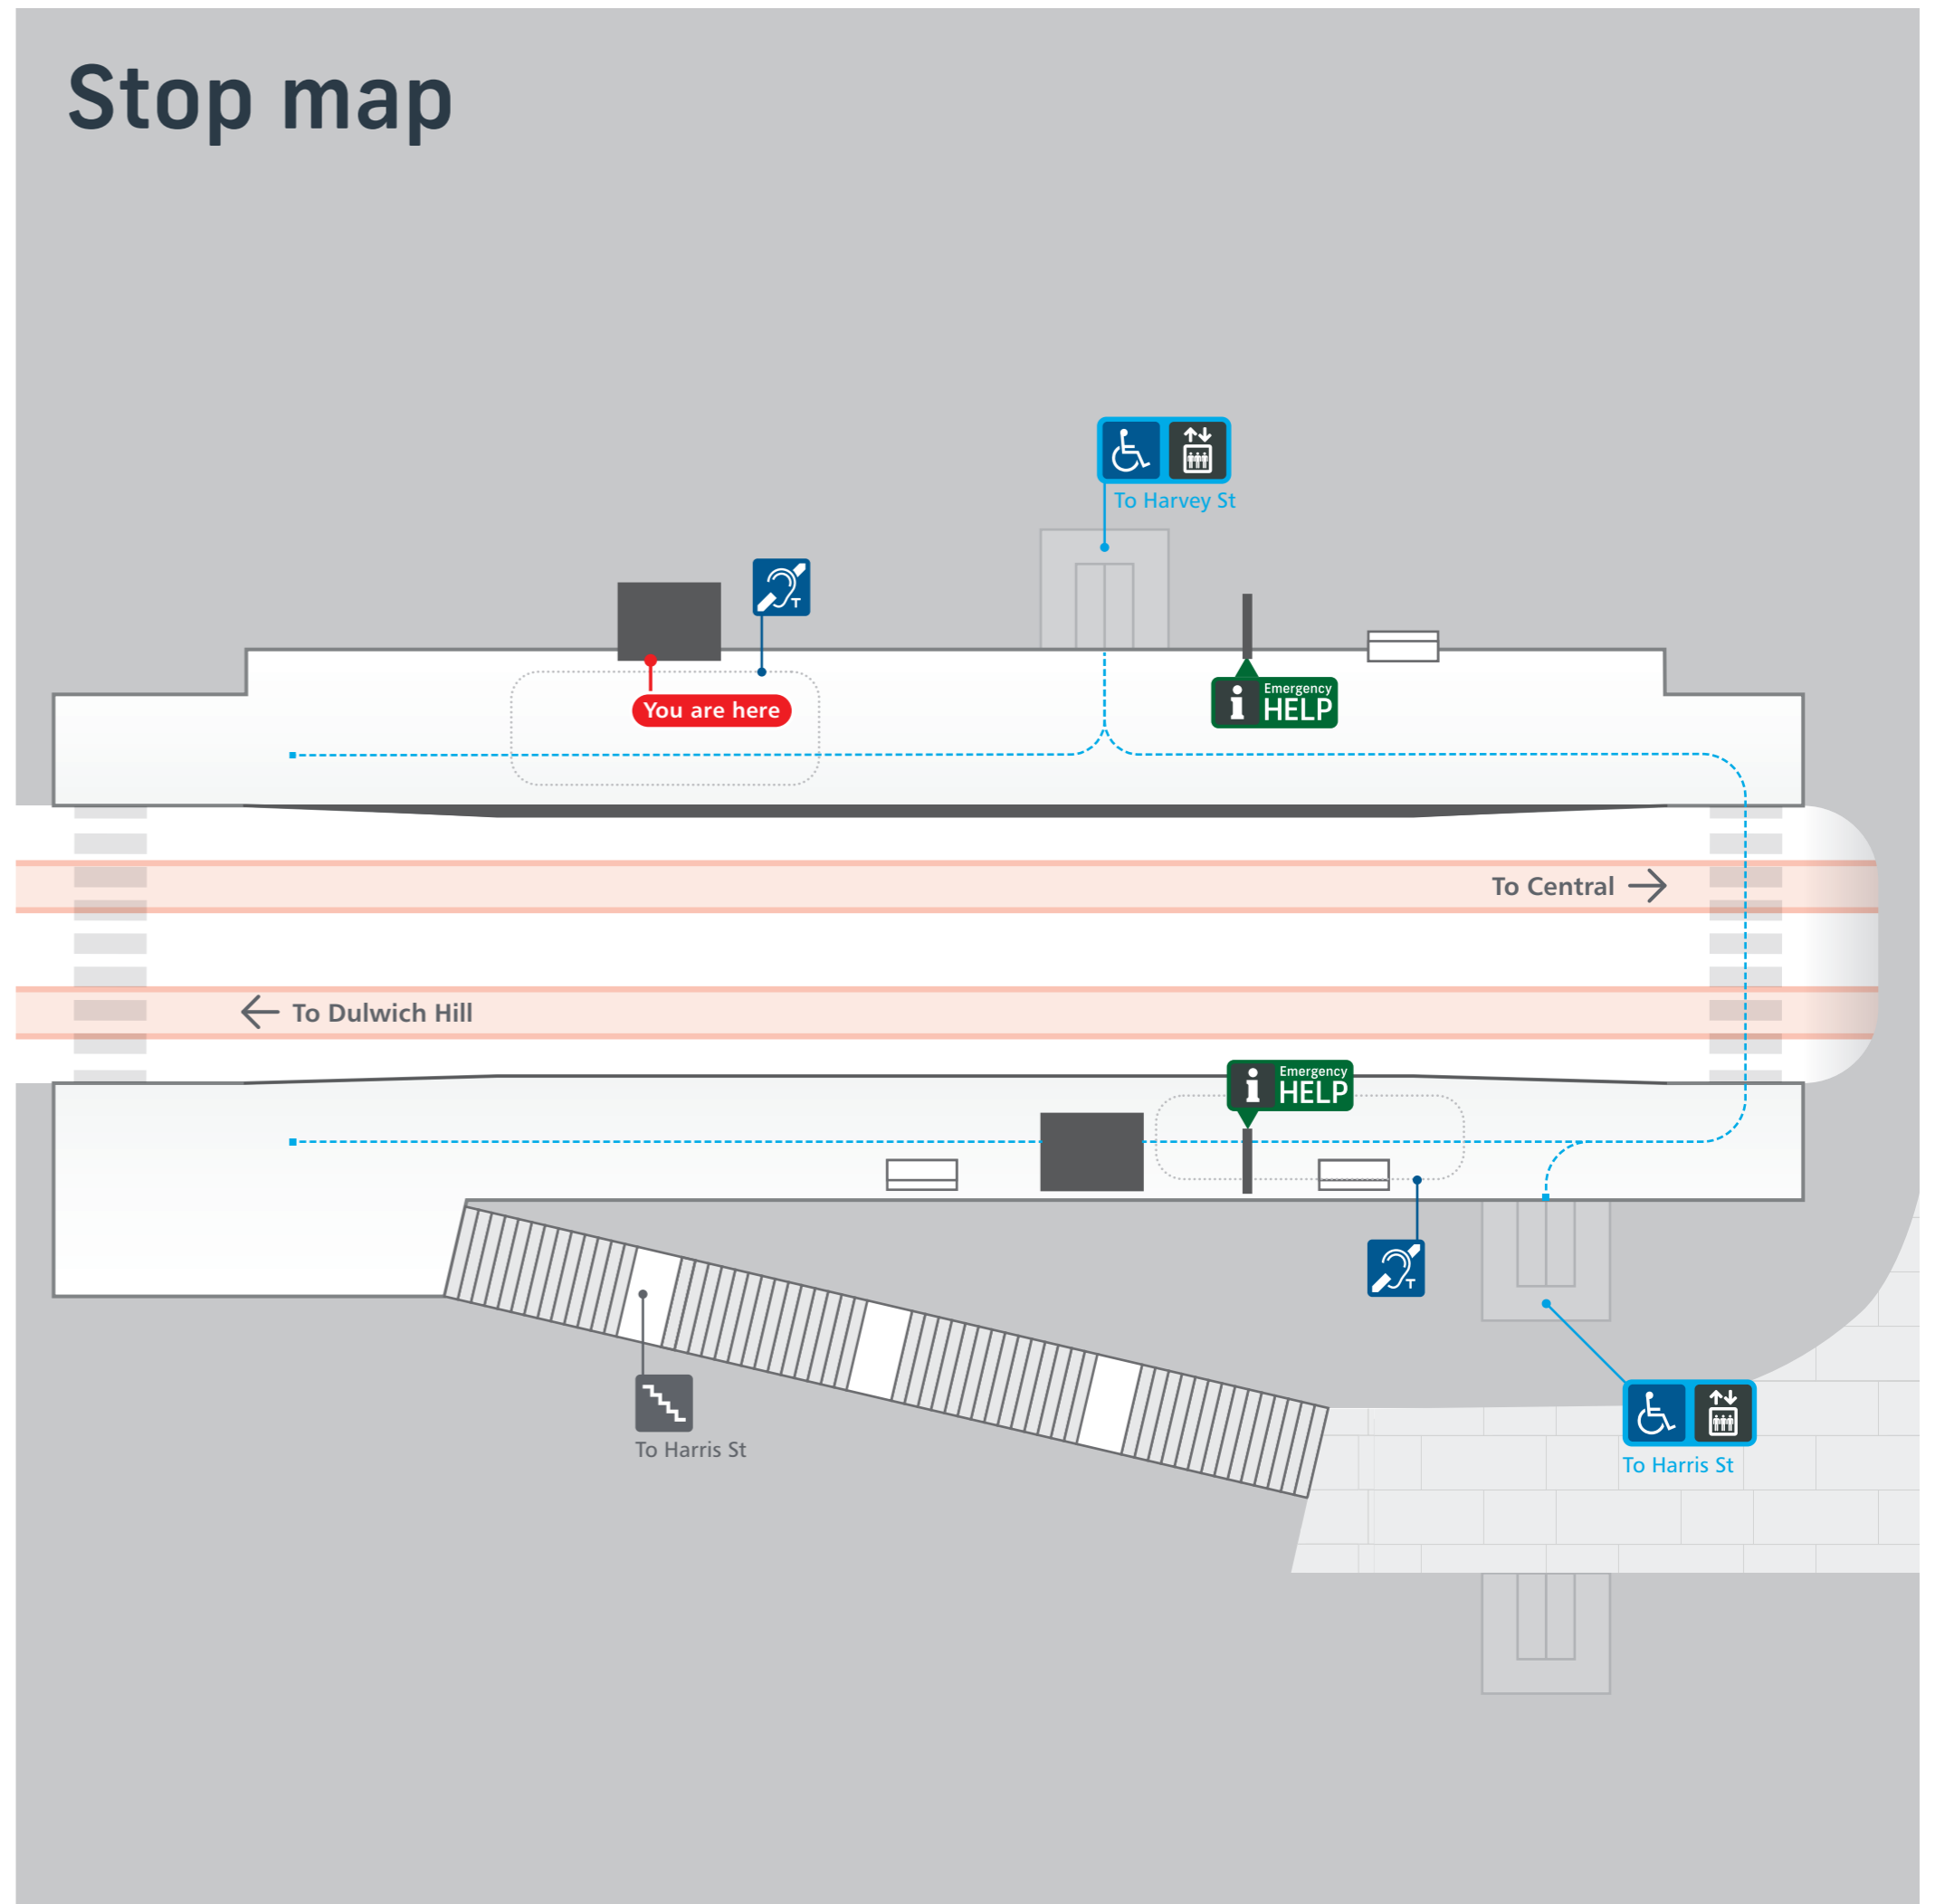 Stop map
To Harvey St
T
You are here
i Emergency
HELP
To Central
To Dulwich Hill
i Emergency
HELP
T
To Harris St
To Harris St